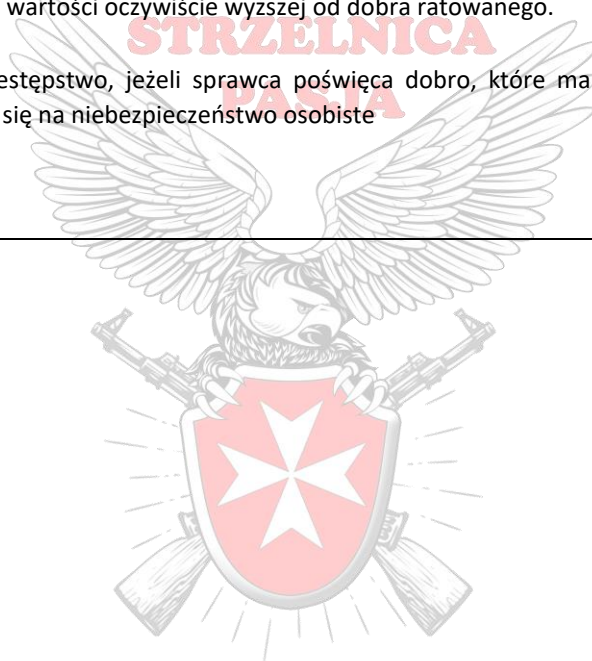 wartości oczywiście wyższej od dobra ratowanego.
STRZELNICA
estępstwo, jeżeli sprawca poświęca dobro, które ma
PASJA
się na niebezpieczeństwo osobiste